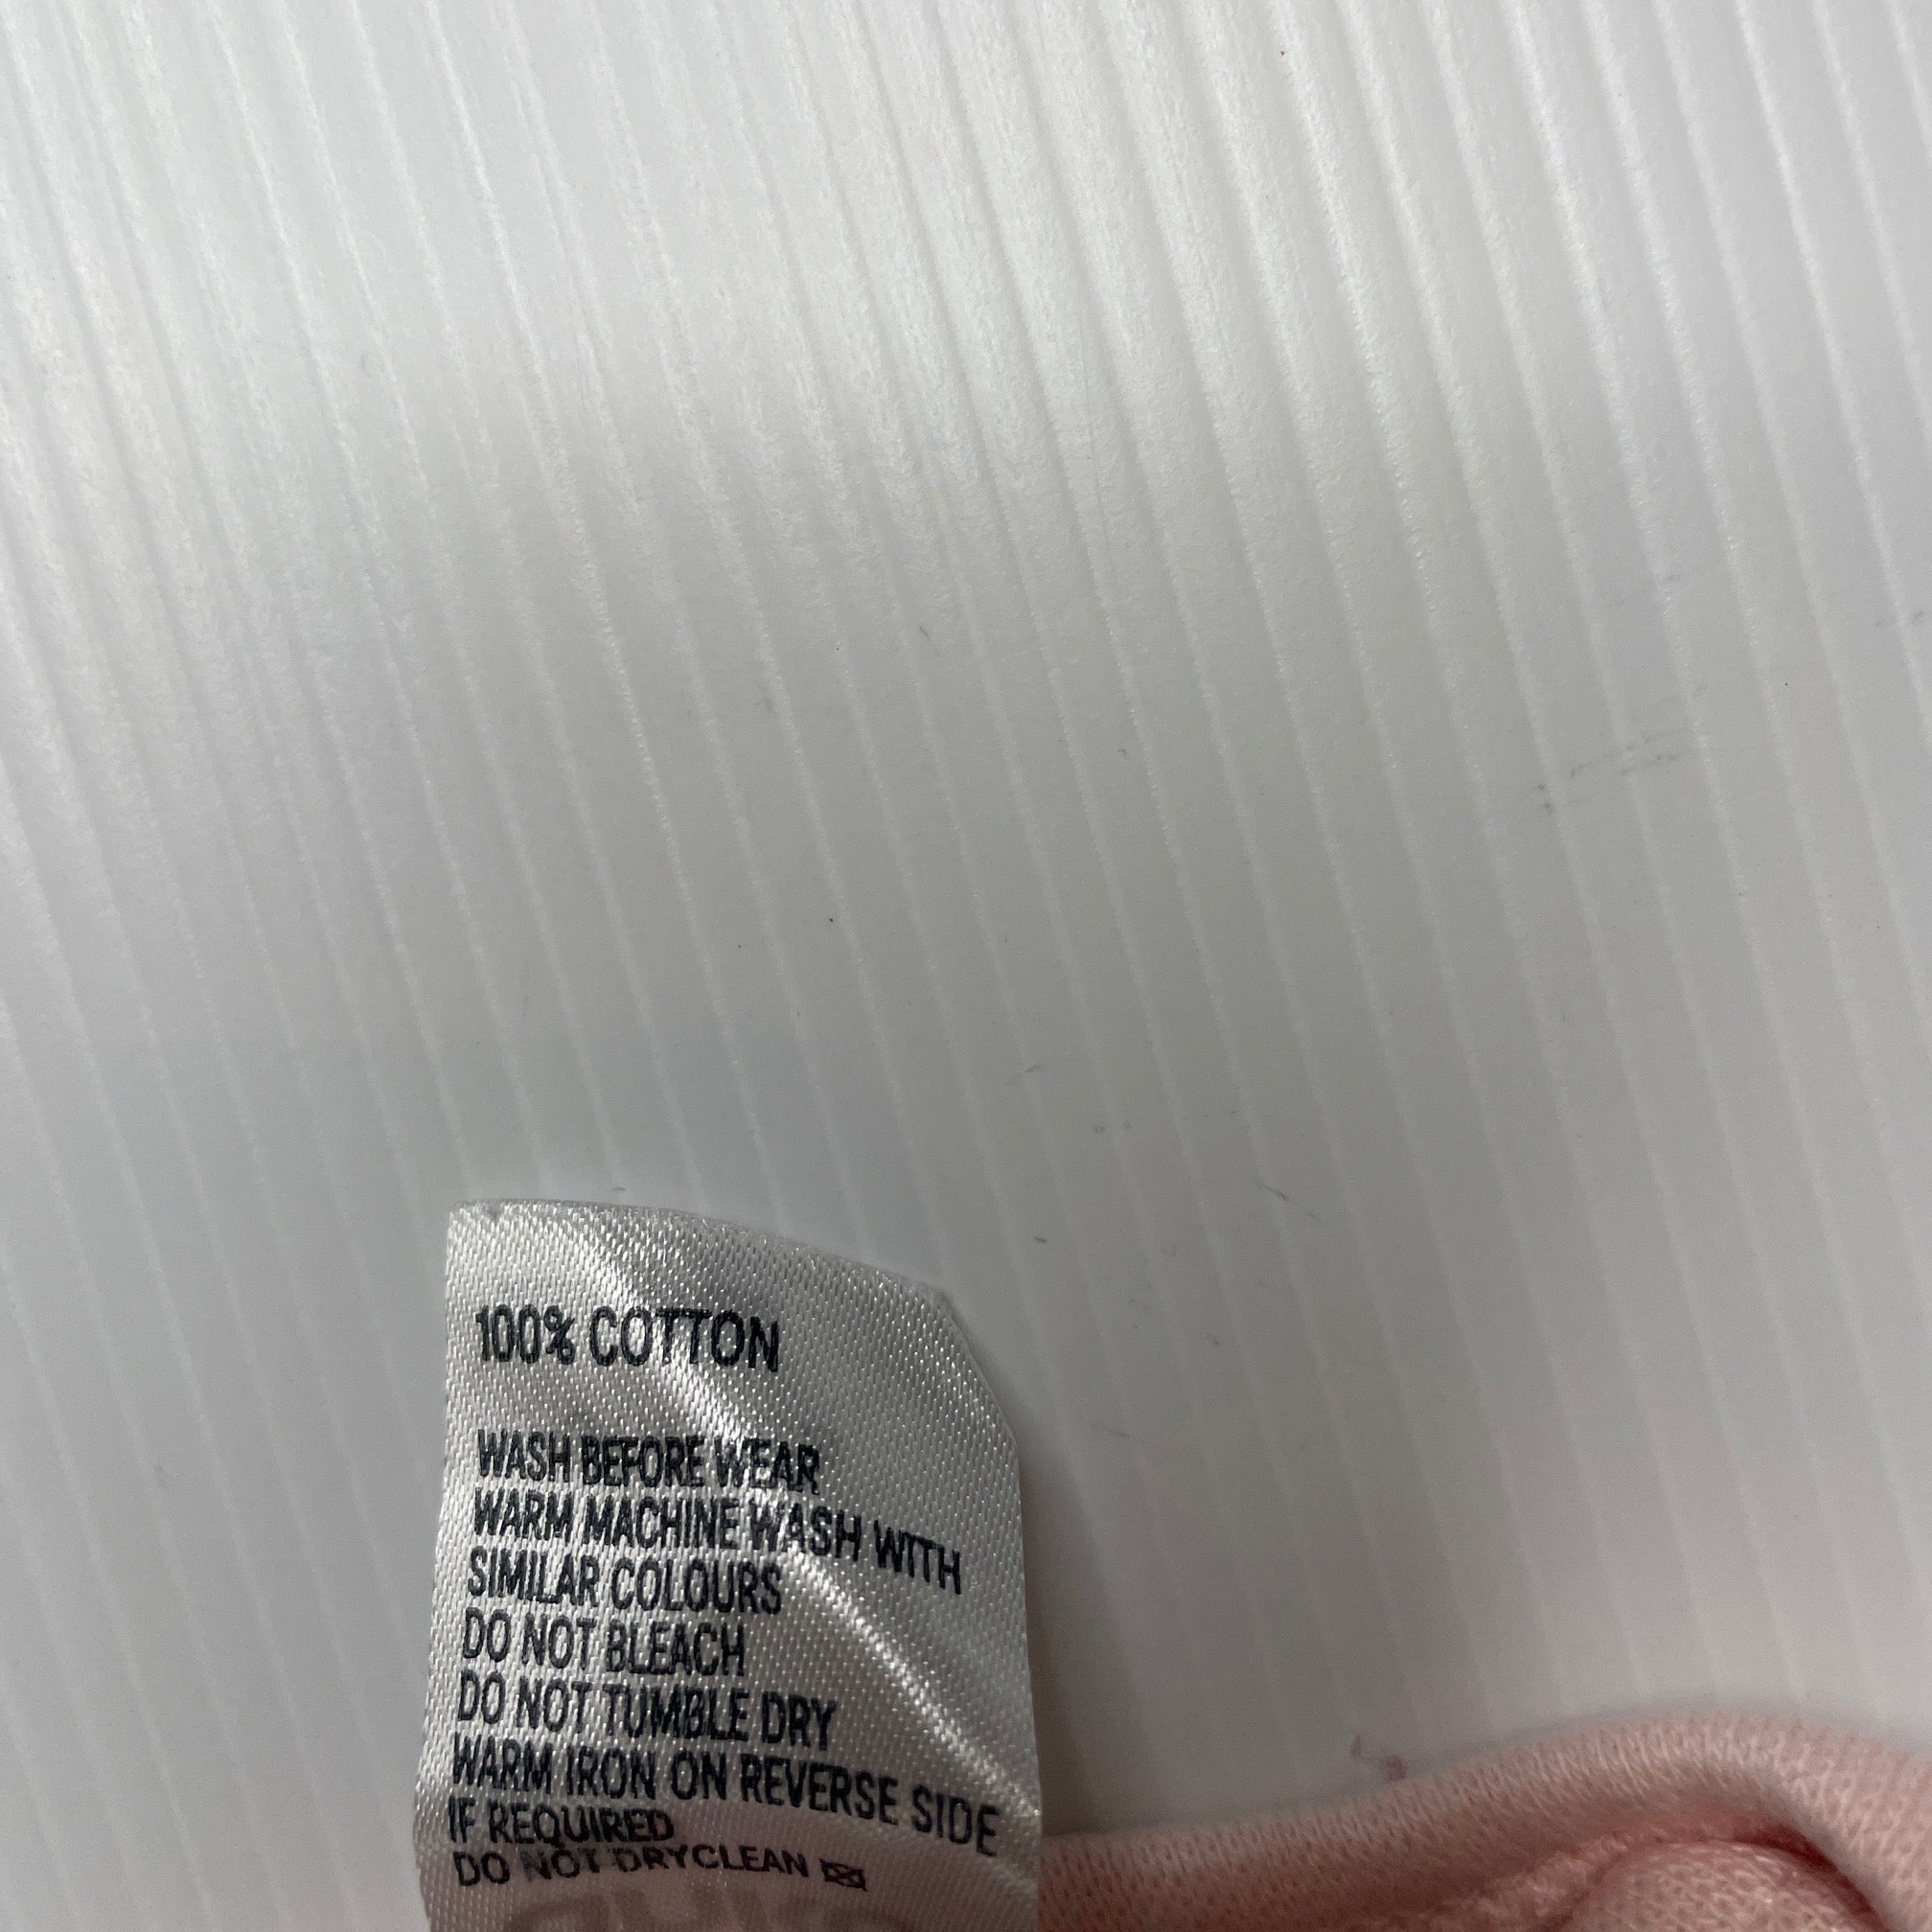 100% COTTON
WASH BEFORE WEAR
WARM MACHINE WASH WITH
SIMILAR COLOURS
DO NOT BLEACH
DO NOT TUMBLE DRY
WARM IRON ON REVERSE SIDE
IF REQUIRED
DO NOT DRYCLEAN